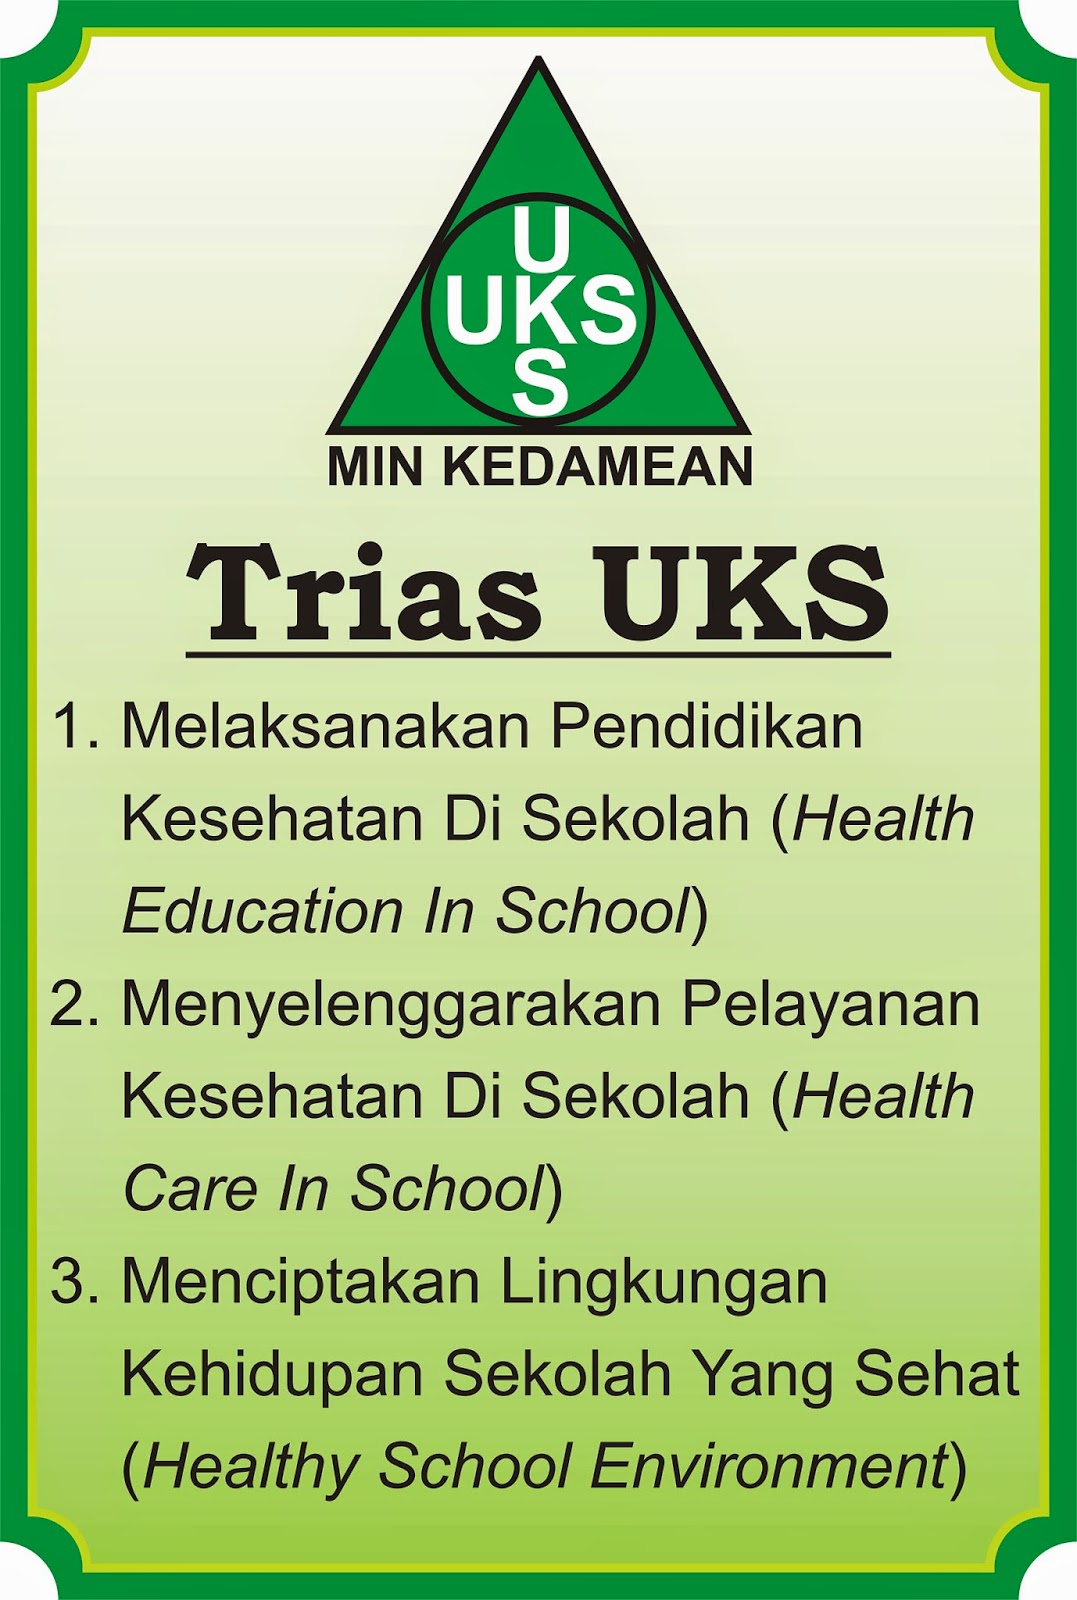 U
UKS
S
MIN KEDAMEAN
Trias UKS
1. Melaksanakan Pendidikan
Kesehatan Di Sekolah (Health
Education In School)
2. Menyelenggarakan Pelayanan
Kesehatan Di Sekolah (Health
Care In School)
3. Menciptakan Lingkungan
Kehidupan Sekolah Yang Sehat
(Healthy School Environment)